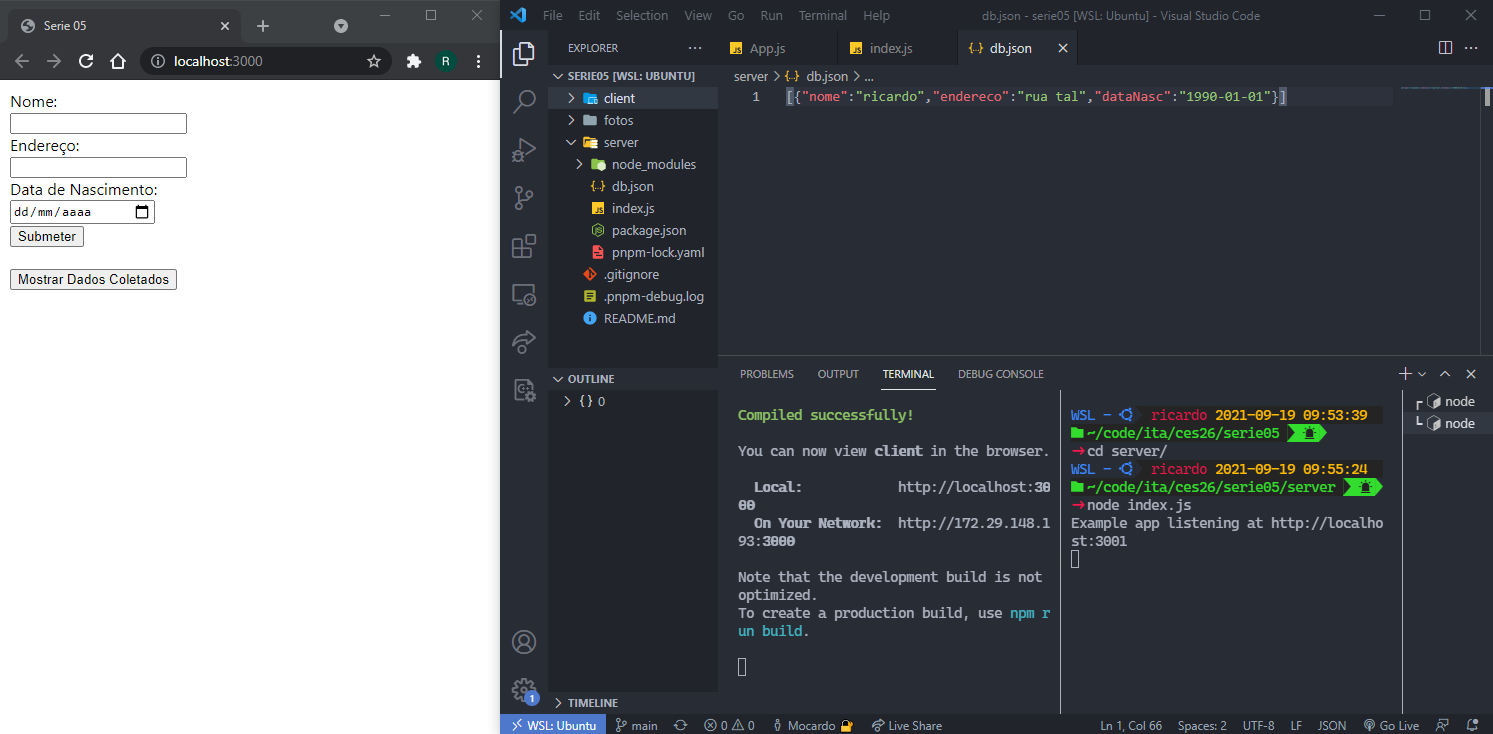 Serie 05
localhost:3000
R
Nome:
Endereço:
Data de Nascimento:
dd/mm/aaaa
Submeter
Mostrar Dados Coletados
File Edit Selection View Go Run Terminal Help
db.json - serie05 [WSL: Ubuntu] - Visual Studio Code
EXPLORER
SERIE05 [WSL: UBUNTU]
client
fotos
server
node_modules
db.json
index.js
package.json
pnpm-lock.yaml
.gitignore
.pnpm-debug.log
README.md
OUTLINE
{} 0
TIMELINE
JS App.js
JS index.js
{..} db.json
server > {..} db.json > ...
1 [{"nome":"ricardo","endereco":"rua tal","dataNasc":"1990-01-01"}]
PROBLEMS OUTPUT TERMINAL DEBUG CONSOLE
Compiled successfully!
You can now view client in the browser.
Local: http://localhost:30
00
On Your Network: http://172.29.148.1
93:3000
Note that the development build is not
optimized.
To create a production build, use npm r
un build.
WSL - ricardo 2021-09-19 09:53:39
~/code/ita/ces26/serie05
→cd server/
WSL - ricardo 2021-09-19 09:55:24
~/code/ita/ces26/serie05/server
→node index.js
Example app listening at http://localho
st:3001
node
node
1
WSL: Ubuntu
main
0 0
Mocardo
Live Share
Ln 1, Col 66
Spaces: 2
UTF-8
LF
JSON
Go Live